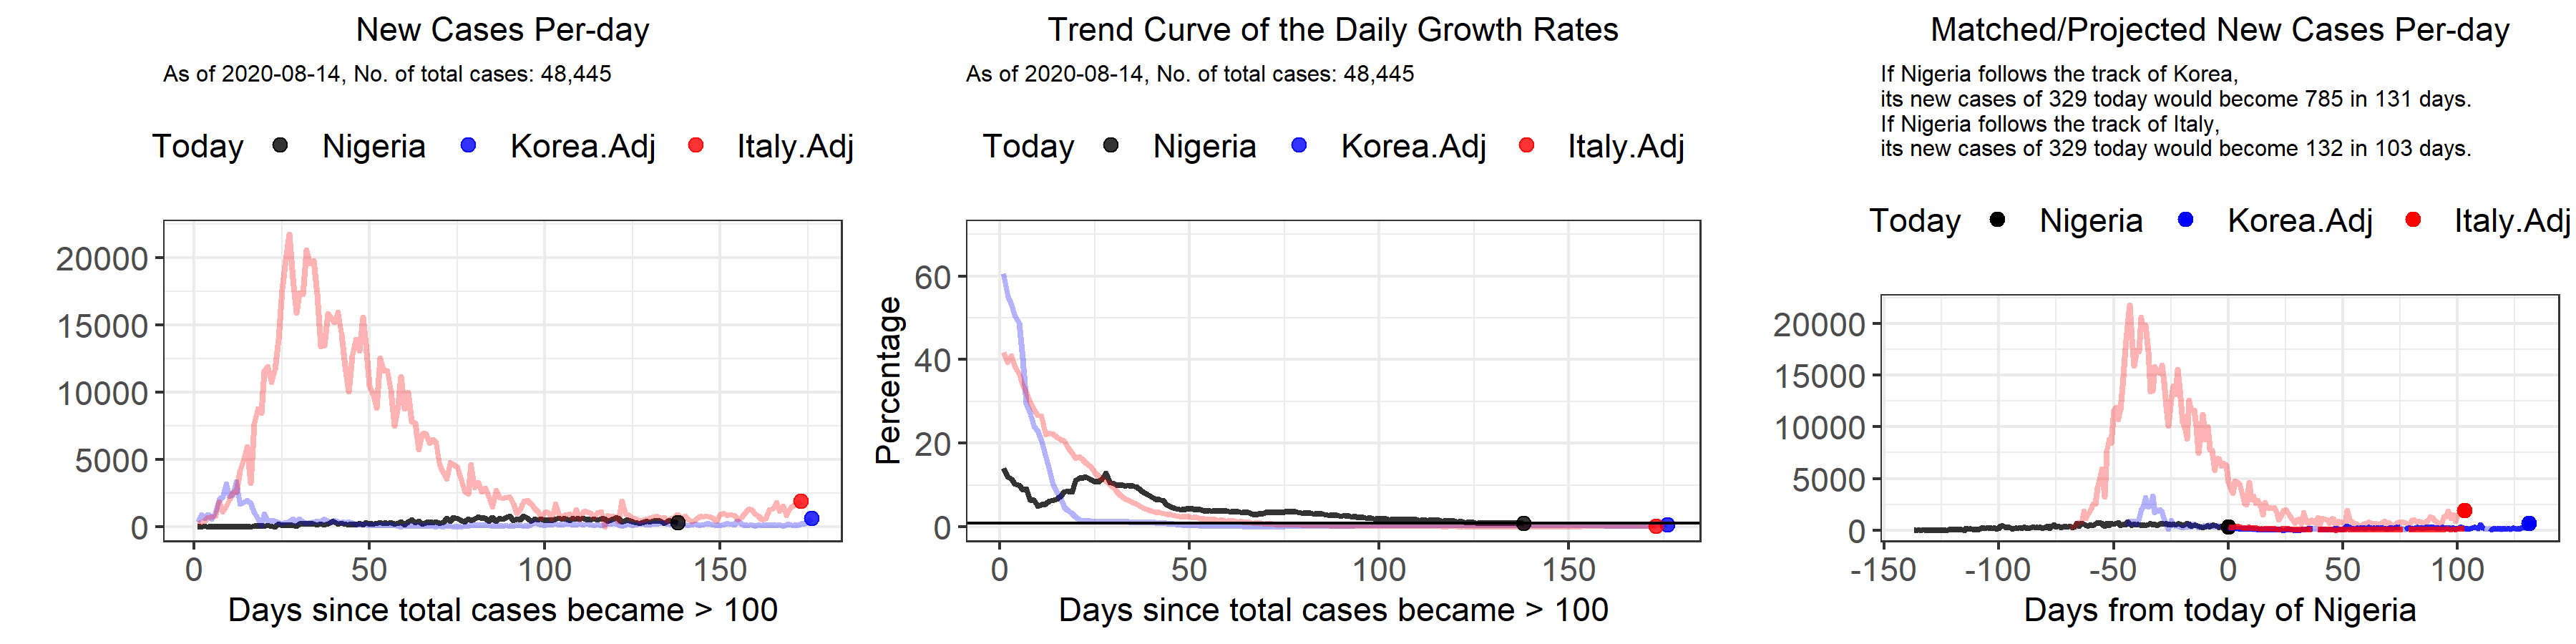 New Cases Per-day
As of 2020-08-14, No. of total cases: 48,445
Today Nigeria Korea.Adj Italy.Adj
20000
15000
10000
5000
0
0 50 100 150
Days since total cases became > 100
Trend Curve of the Daily Growth Rates
As of 2020-08-14, No. of total cases: 48,445
Today Nigeria Korea.Adj Italy.Adj
Percentage
60
40
20
0
0 50 100 150
Days since total cases became > 100
Matched/Projected New Cases Per-day
If Nigeria follows the track of Korea,
its new cases of 329 today would become 785 in 131 days.
If Nigeria follows the track of Italy,
its new cases of 329 today would become 132 in 103 days.
Today Nigeria Korea.Adj Italy.Adj
20000
15000
10000
5000
0
-150 -100 -50 0 50 100
Days from today of Nigeria